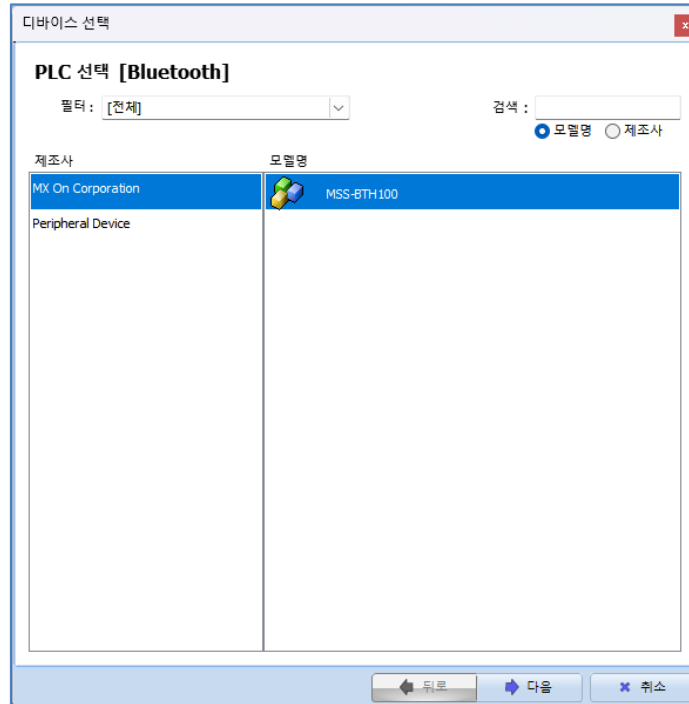 디바이스 선택
x
PLC 선택 [Bluetooth]
필터 : [전체] 검색 :
모델명 제조사
제조사 모델명
MX On Corporation MSS-BTH100
Peripheral Device
뒤로 다음 취소